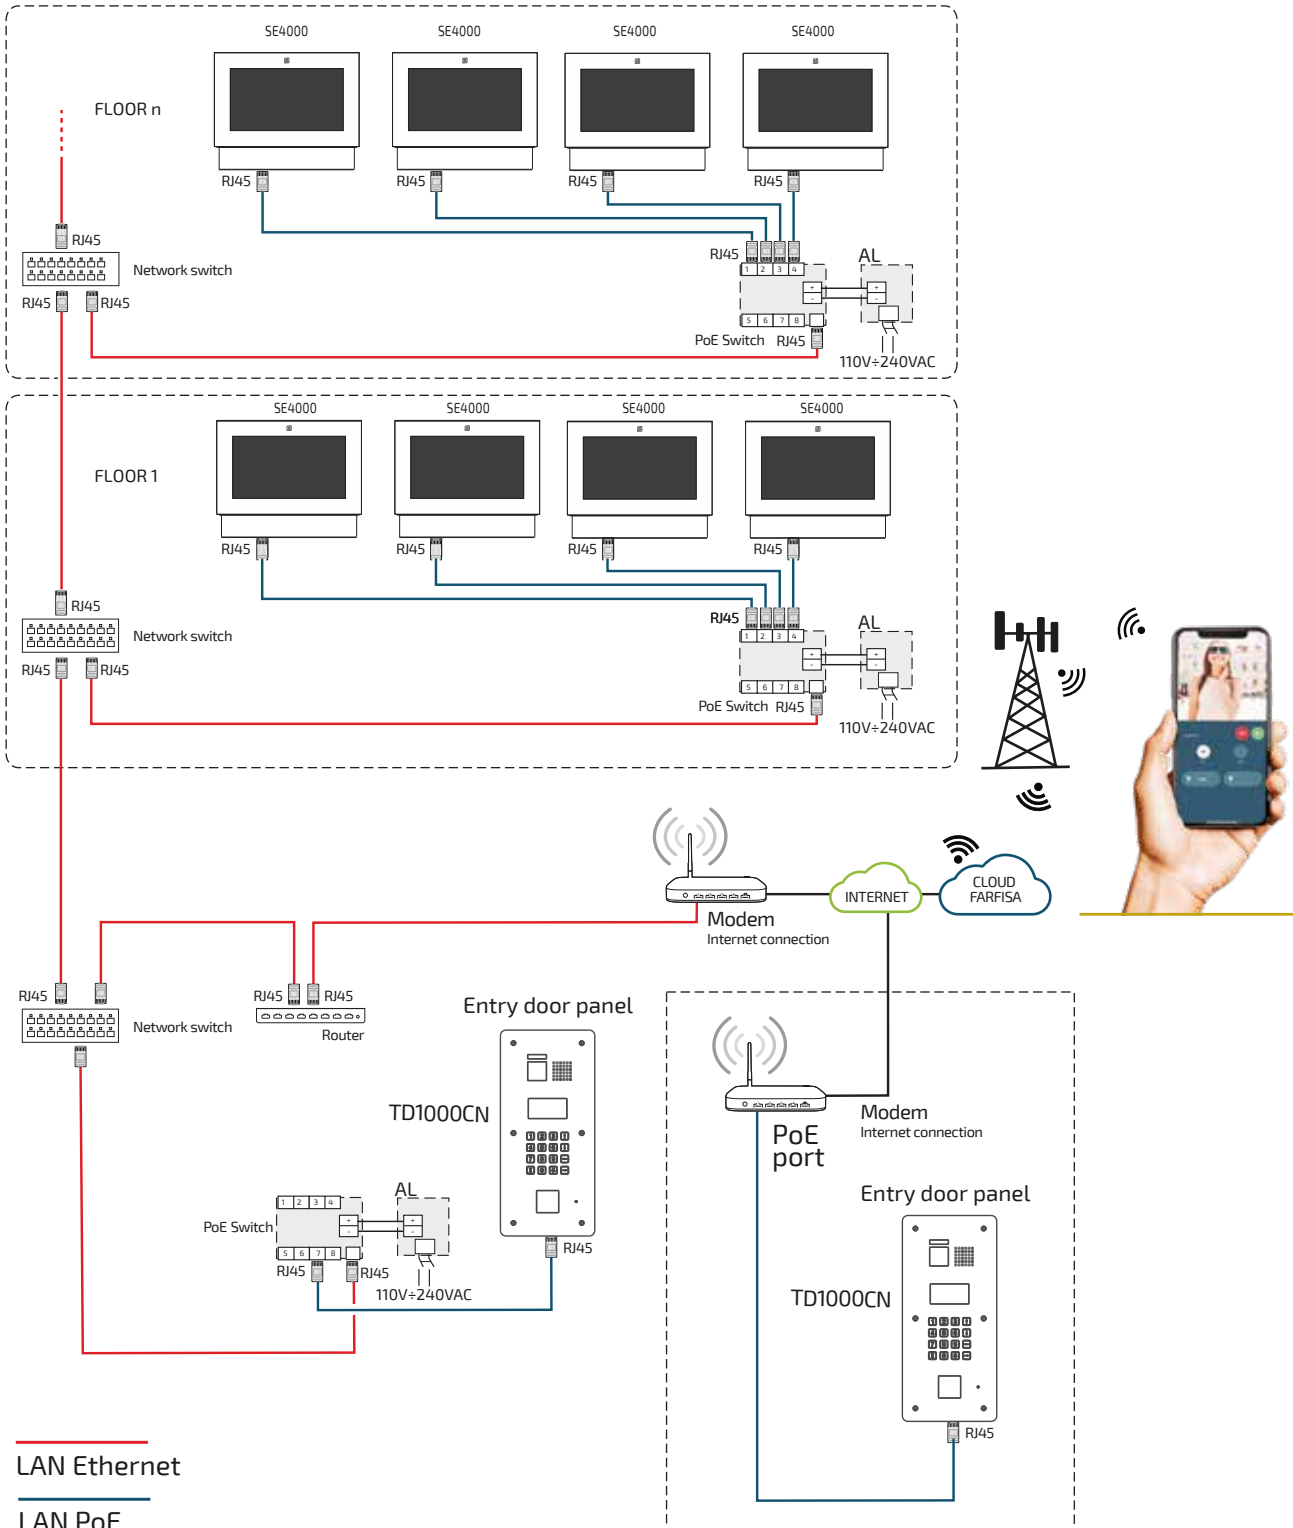 SE4000 SE4000 SE4000 SE4000
FLOOR n
RJ45 RJ45 RJ45 RJ45
RJ45
RJ45 AL
Network switch
1 2 3 4
+ +
- -
RJ45 RJ45
5 6 7 8
PoE Switch RJ45
110V÷240VAC
SE4000 SE4000 SE4000 SE4000
FLOOR 1
RJ45 RJ45 RJ45 RJ45
RJ45
RJ45 AL
Network switch
1 2 3 4
+ +
- -
RJ45 RJ45
5 6 7 8
PoE Switch RJ45
110V÷240VAC
INTERNET
CLOUD
FARFISA
Modem
Internet connection
RJ45 RJ45 RJ45
Network switch
Router
Entry door panel
TD1000CN
Modem
Internet connection
PoE
port
AL
1 2 3 4
PoE Switch
+ +
- -
5 6 7 8
RJ45 RJ45
110V÷240VAC
RJ45
Entry door panel
TD1000CN
RJ45
LAN Ethernet
LAN PoE